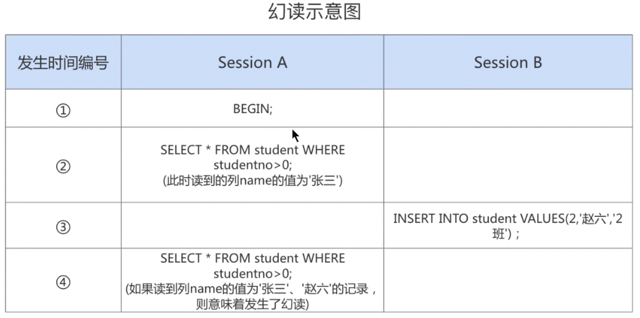 幻读示意图
发生时间编号
Session A
Session B
①
BEGIN;
②
SELECT * FROM student WHERE
studentno>0;
(此时读到的列name的值为'张三')
③
INSERT INTO student VALUES(2,'赵六','2
班') ；
④
SELECT * FROM student WHERE
studentno>0;
(如果读到列name的值为'张三'、'赵六'的记录，
则意味着发生了幻读)